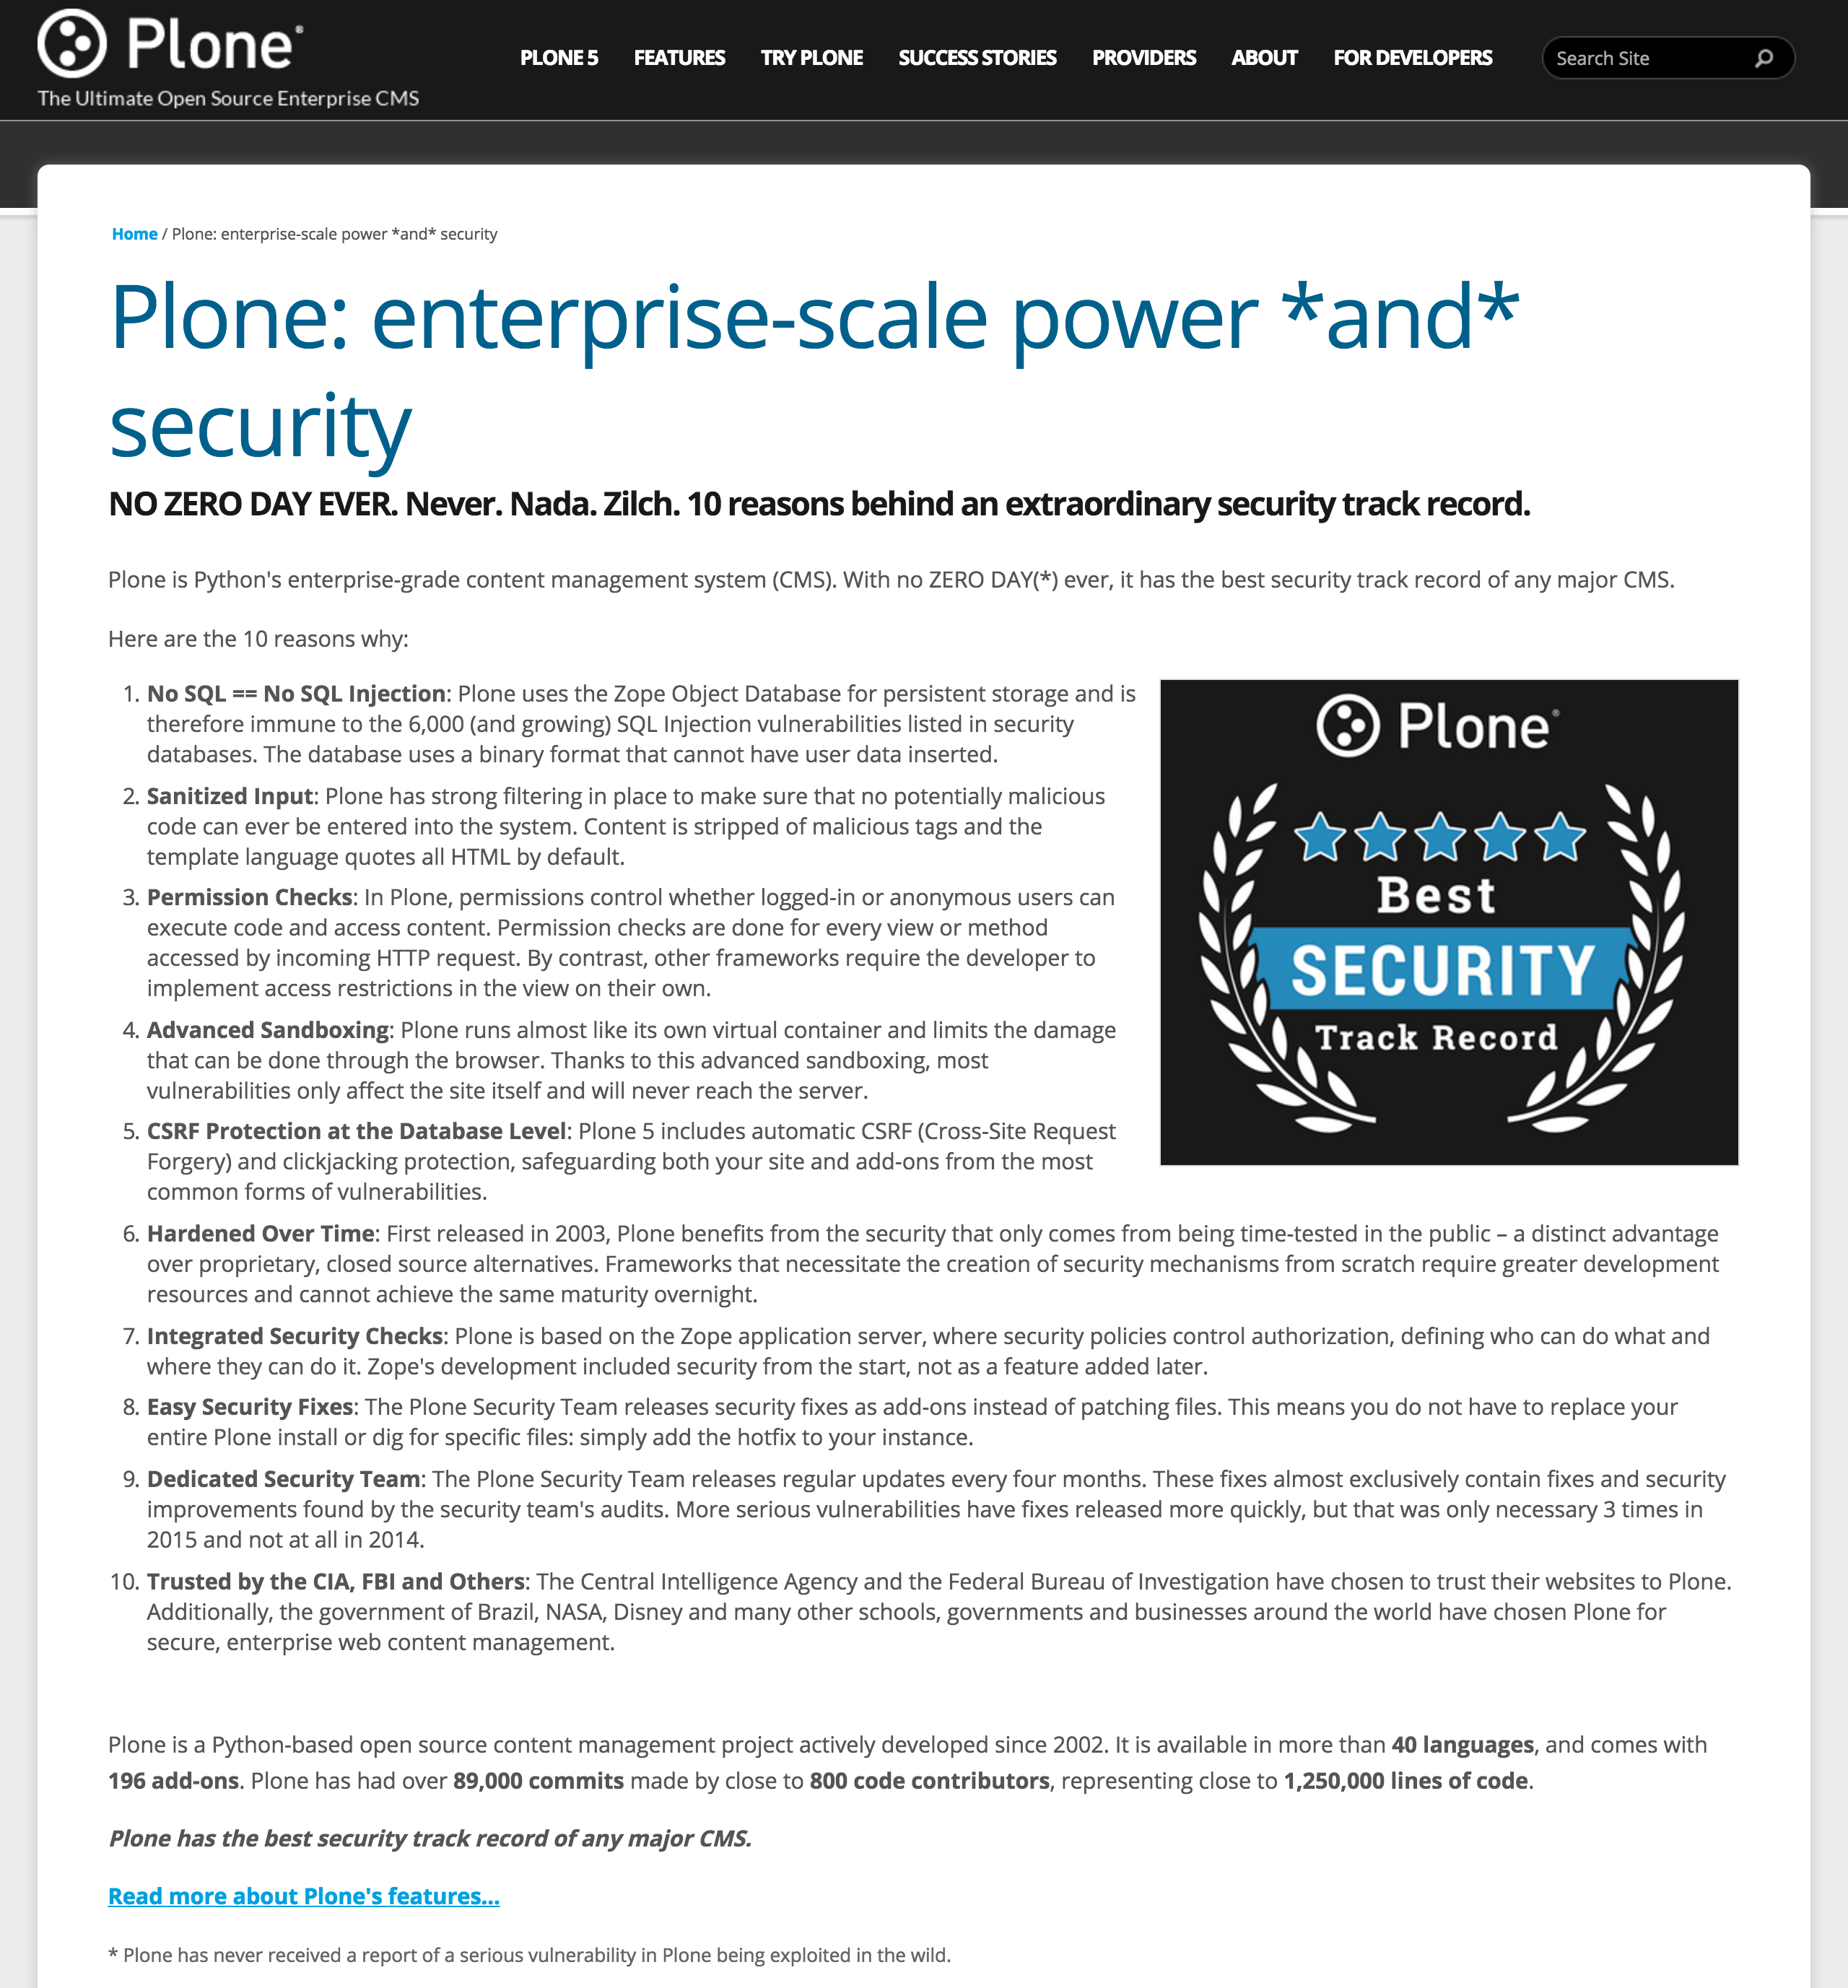 Plone®
The Ultimate Open Source Enterprise CMS
PLONE 5 FEATURES TRY PLONE SUCCESS STORIES PROVIDERS ABOUT FOR DEVELOPERS
Search Site
Home / Plone: enterprise-scale power *and* security
Plone: enterprise-scale power *and*
security
NO ZERO DAY EVER. Never. Nada. Zilch. 10 reasons behind an extraordinary security track record.
Plone is Python's enterprise-grade content management system (CMS). With no ZERO DAY(*) ever, it has the best security track record of any major CMS.
Here are the 10 reasons why:
1. No SQL == No SQL Injection: Plone uses the Zope Object Database for persistent storage and is
therefore immune to the 6,000 (and growing) SQL Injection vulnerabilities listed in security
databases. The database uses a binary format that cannot have user data inserted.
2. Sanitized Input: Plone has strong filtering in place to make sure that no potentially malicious
code can ever be entered into the system. Content is stripped of malicious tags and the
template language quotes all HTML by default.
3. Permission Checks: In Plone, permissions control whether logged-in or anonymous users can
execute code and access content. Permission checks are done for every view or method
accessed by incoming HTTP request. By contrast, other frameworks require the developer to
implement access restrictions in the view on their own.
4. Advanced Sandboxing: Plone runs almost like its own virtual container and limits the damage
that can be done through the browser. Thanks to this advanced sandboxing, most
vulnerabilities only affect the site itself and will never reach the server.
5. CSRF Protection at the Database Level: Plone 5 includes automatic CSRF (Cross-Site Request
Forgery) and clickjacking protection, safeguarding both your site and add-ons from the most
common forms of vulnerabilities.
Plone®
Best
SECURITY
Track Record
6. Hardened Over Time: First released in 2003, Plone benefits from the security that only comes from being time-tested in the public – a distinct advantage
over proprietary, closed source alternatives. Frameworks that necessitate the creation of security mechanisms from scratch require greater development
resources and cannot achieve the same maturity overnight.
7. Integrated Security Checks: Plone is based on the Zope application server, where security policies control authorization, defining who can do what and
where they can do it. Zope's development included security from the start, not as a feature added later.
8. Easy Security Fixes: The Plone Security Team releases security fixes as add-ons instead of patching files. This means you do not have to replace your
entire Plone install or dig for specific files: simply add the hotfix to your instance.
9. Dedicated Security Team: The Plone Security Team releases regular updates every four months. These fixes almost exclusively contain fixes and security
improvements found by the security team's audits. More serious vulnerabilities have fixes released more quickly, but that was only necessary 3 times in
2015 and not at all in 2014.
10. Trusted by the CIA, FBI and Others: The Central Intelligence Agency and the Federal Bureau of Investigation have chosen to trust their websites to Plone.
Additionally, the government of Brazil, NASA, Disney and many other schools, governments and businesses around the world have chosen Plone for
secure, enterprise web content management.
Plone is a Python-based open source content management project actively developed since 2002. It is available in more than 40 languages, and comes with
196 add-ons. Plone has had over 89,000 commits made by close to 800 code contributors, representing close to 1,250,000 lines of code.
Plone has the best security track record of any major CMS.
Read more about Plone's features...
* Plone has never received a report of a serious vulnerability in Plone being exploited in the wild.